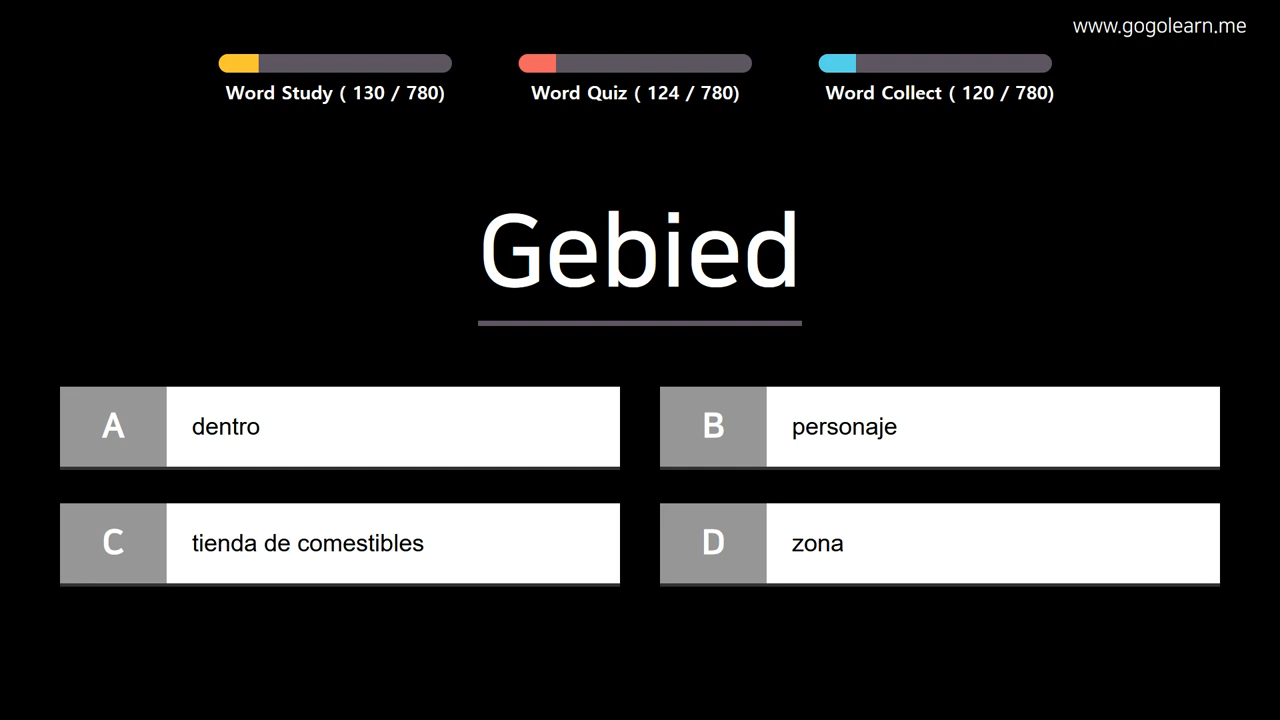 www.gogolearn.me
Word Study ( 130 / 780)
Word Quiz ( 124 / 780)
Word Collect ( 120 / 780)
Gebied
A dentro
B personaje
C tienda de comestibles
D zona